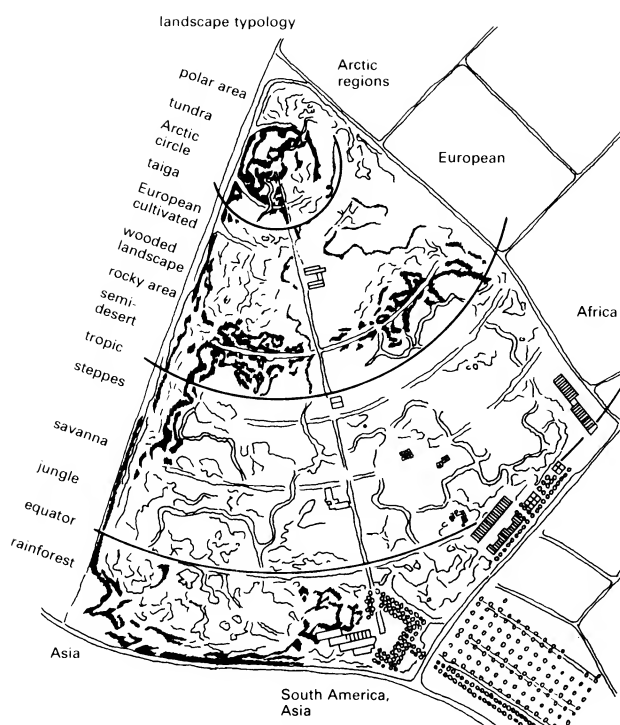 landscape typology
polar area
tundra
Arctic
circle
taiga
European
cultivated
wooded
landscape
rocky area
semi-
desert
tropic
steppes
savanna
jungle
equator
rainforest
Arctic
regions
European
Africa
Asia
South America,
Asia